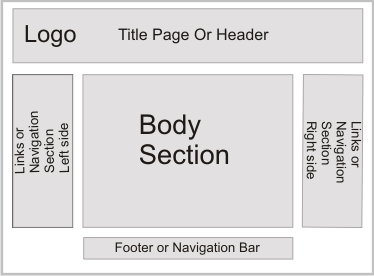 Logo
Title Page Or Header
Links or
Navigation
Section
Left side
Body
Section
Links or
Navigation
Section
Right side
Footer or Navigation Bar